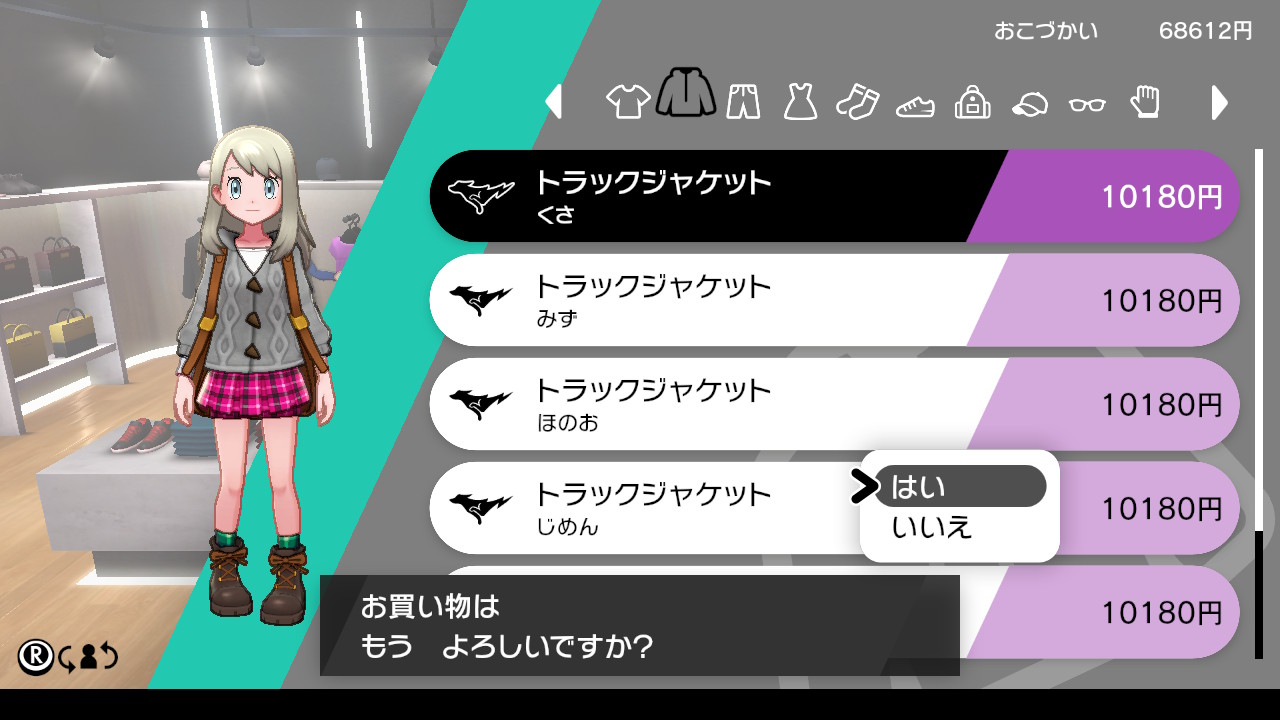 おこづかい 68612円
トラックジャケット
くさ
10180円
トラックジャケット
みず
10180円
トラックジャケット
ほのお
10180円
トラックジャケット
じめん
10180円
はい
いいえ
10180円
お買い物は
もう よろしいですか?
R